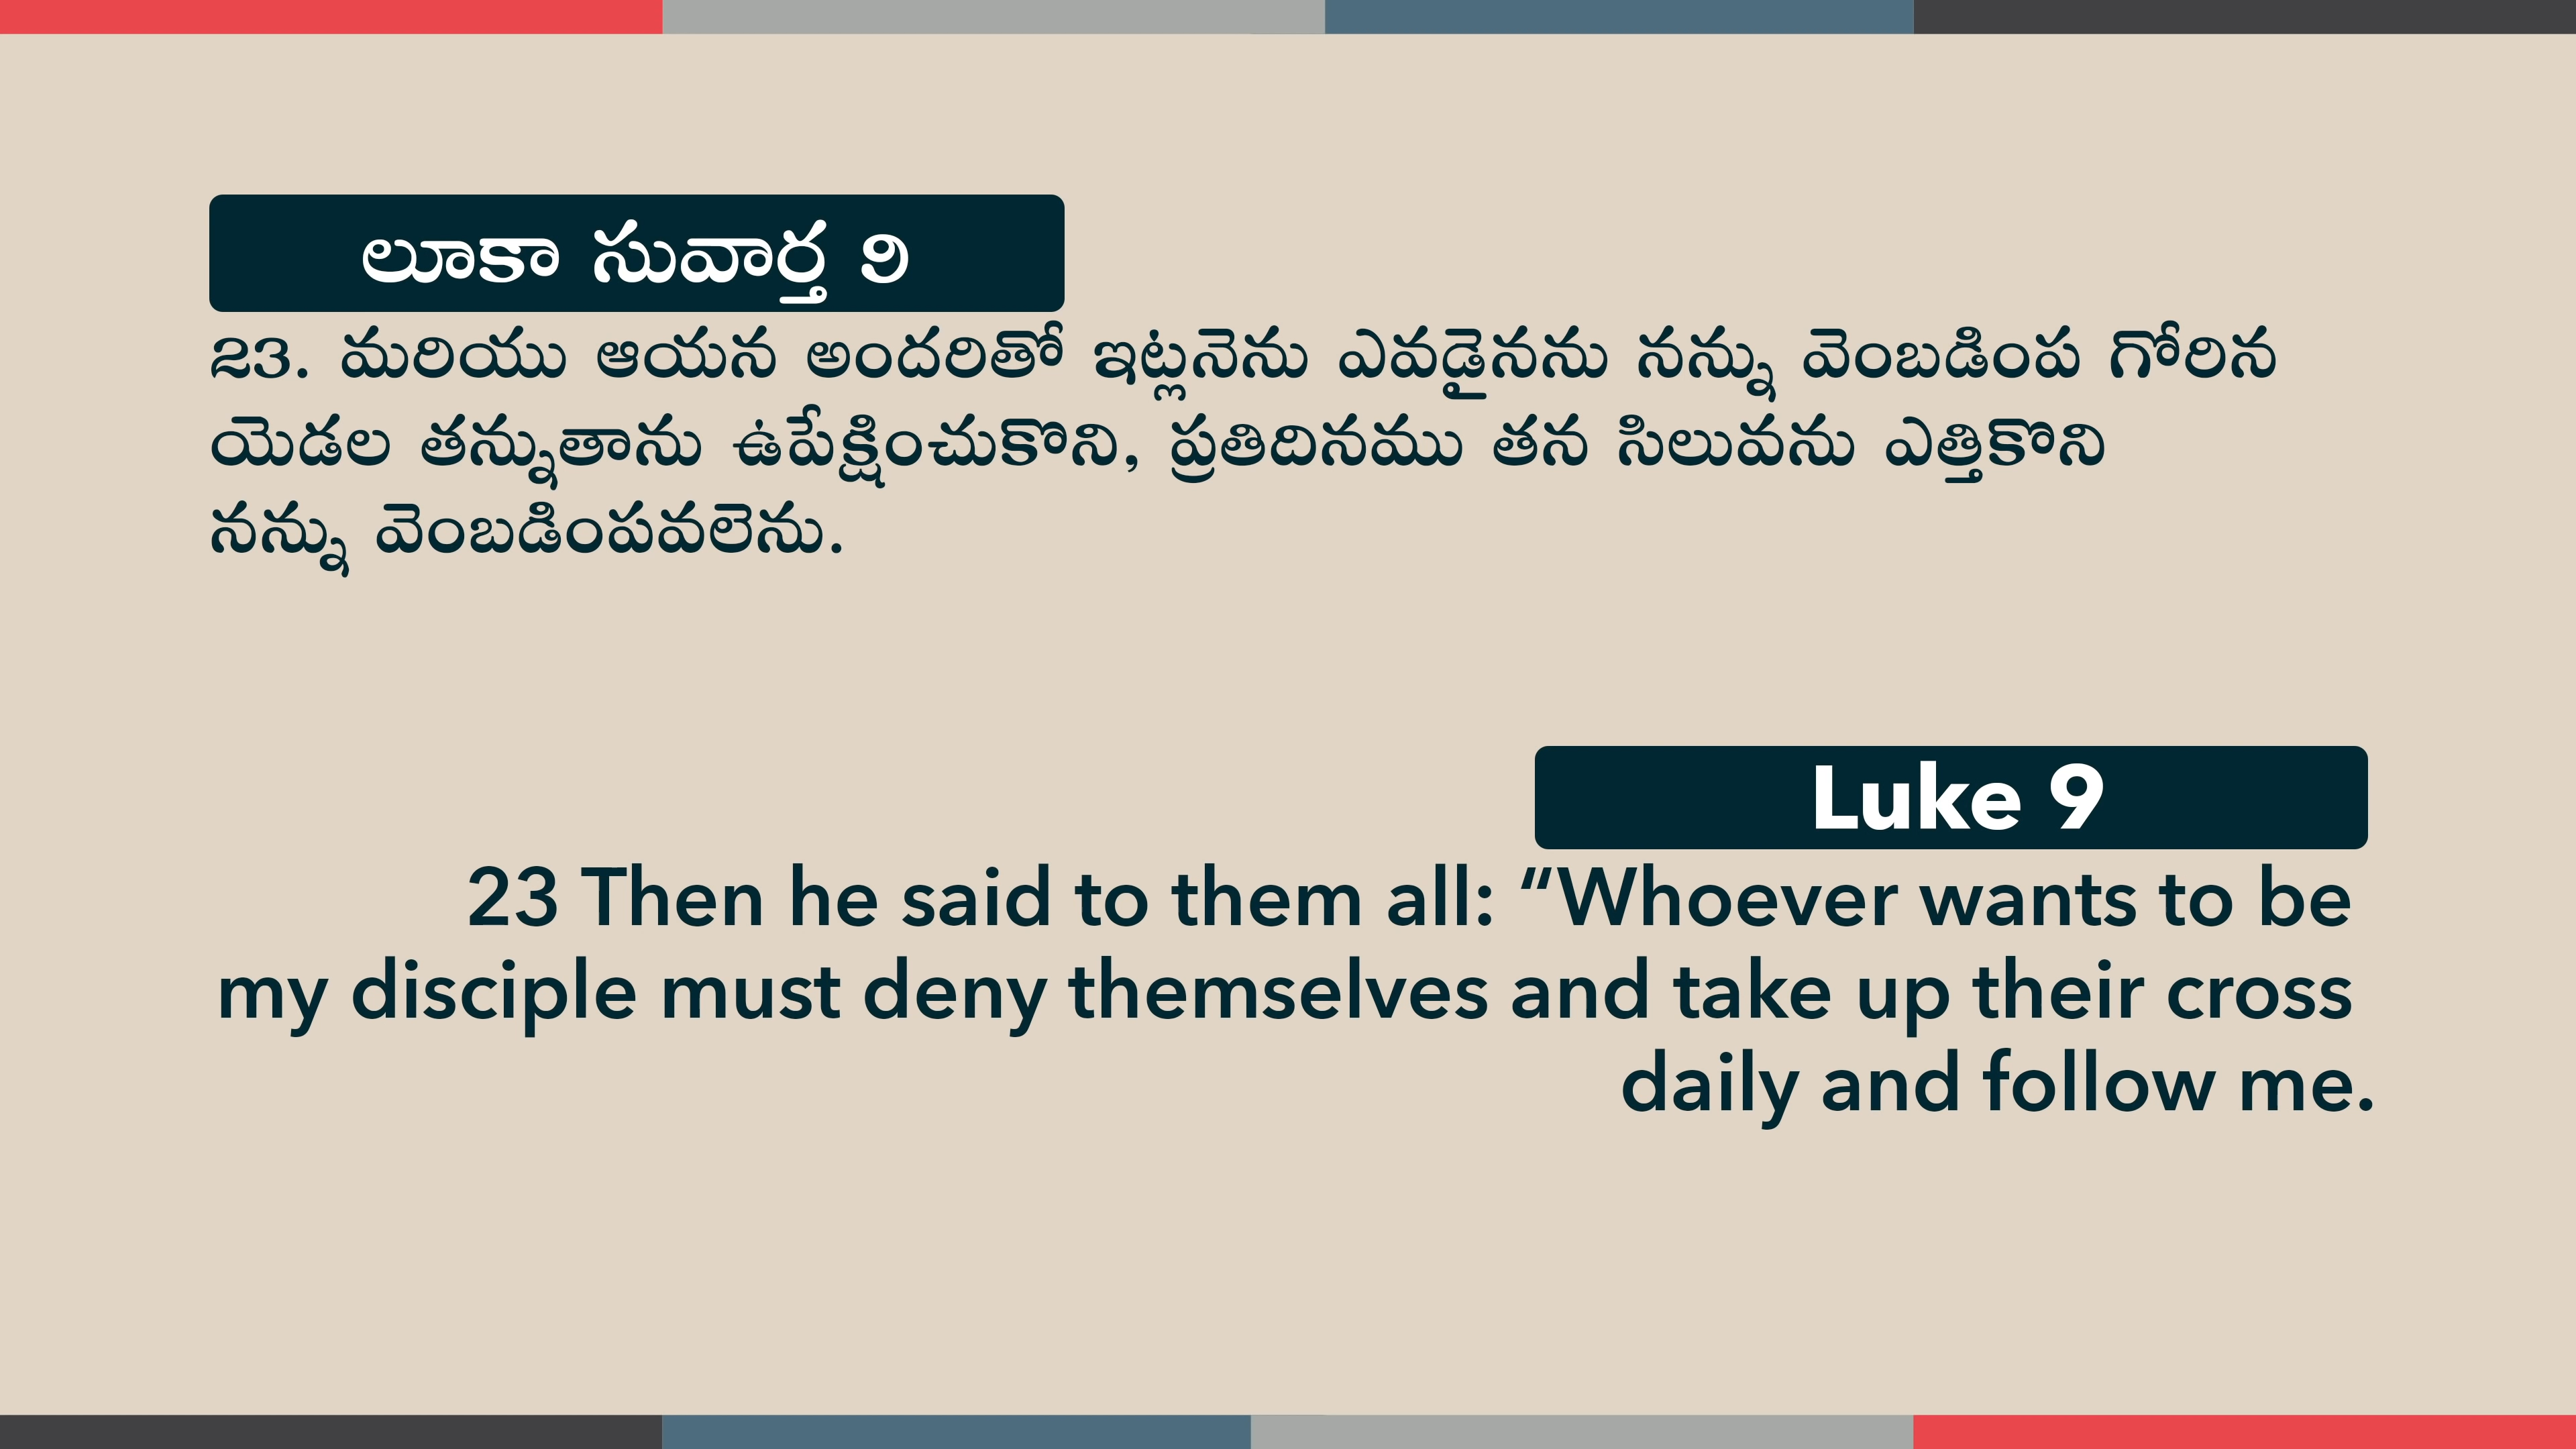 లూకా సువార్త 9
23. మరియు ఆయన అందరితో ఇట్లనెను ఎవడైనను నన్ను వెంబడింప గోరిన
యెడల తన్నుతాను ఉపేక్షించుకొని, ప్రతిదినము తన సిలువను ఎత్తికొని
నన్ను వెంబడింపవలెను.
Luke 9
23 Then he said to them all: “Whoever wants to be
my disciple must deny themselves and take up their cross
daily and follow me.